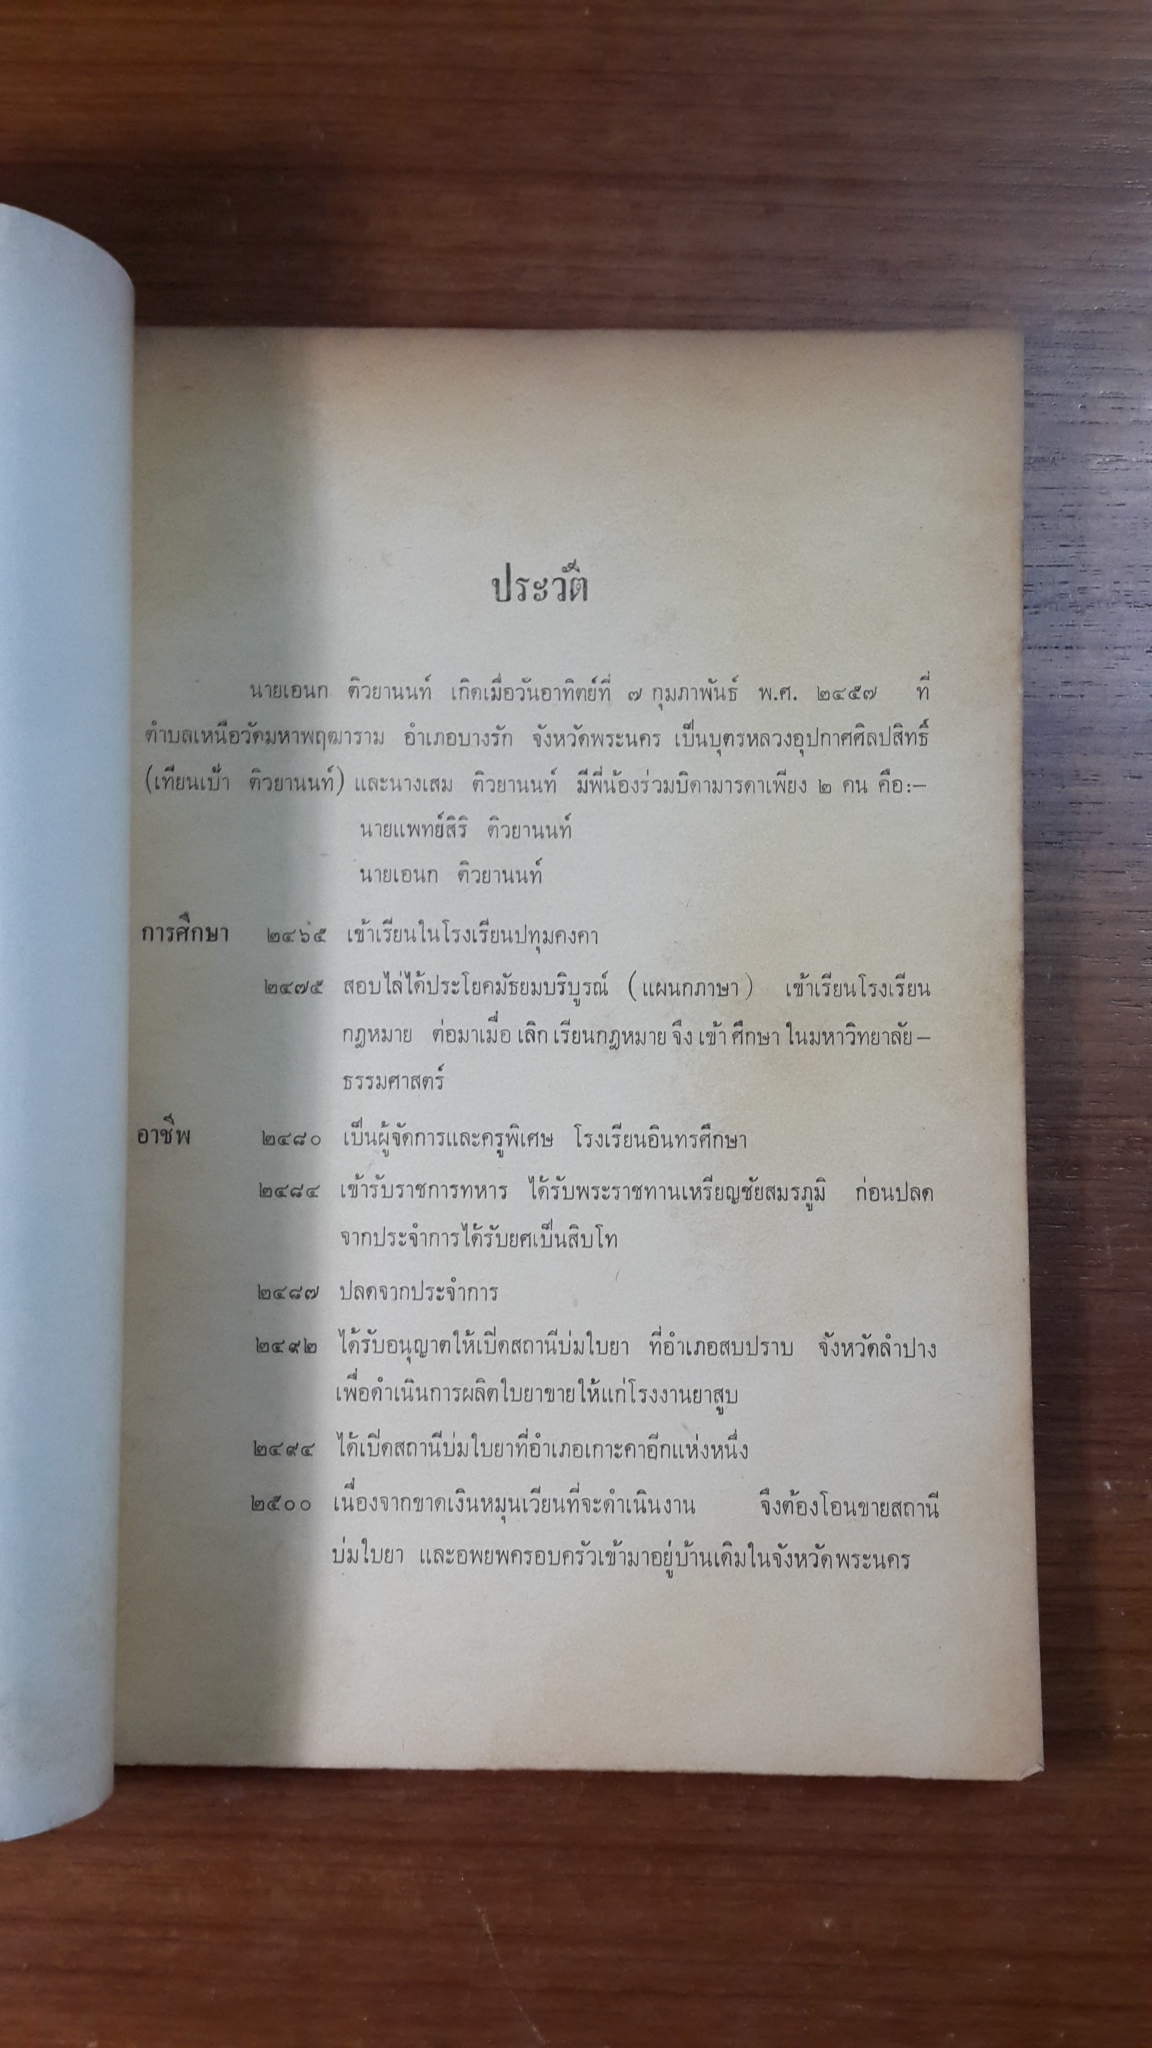 ประวัติ
นายเอนก ติวยานนท์ เกิดเมื่อวันอาทิตย์ที่ ๗ กุมภาพันธ์ พ.ศ. ๒๔๕๗ ที่
ตำบลเหนือวัดมหาพฤฒาราม อำเภอบางรัก จังหวัดพระนคร เป็นบุตรหลวงอุปกาศศิลปสิทธิ์
(เทียนเป๋า ติวยานนท์) และนางเสม ติวยานนท์ มีพี่น้องร่วมบิดามารดาเพียง ๒ คน คือ:–
นายแพทย์สิริ ติวยานนท์
นายเอนก ติวยานนท์
การศึกษา ๒๔๖๕ เข้าเรียนในโรงเรียนปทุมคงคา
๒๔๗๕ สอบไล่ได้ประโยคมัธยมบริบูรณ์ (แผนกภาษา) เข้าเรียนโรงเรียน
กฎหมาย ต่อมาเมื่อ เลิก เรียนกฎหมาย จึง เข้า ศึกษา ในมหาวิทยาลัย–
ธรรมศาสตร์
อาชีพ ๒๔๘๐ เป็นผู้จัดการและครูพิเศษ โรงเรียนอินทรศึกษา
๒๔๘๔ เข้ารับราชการทหาร ได้รับพระราชทานเหรียญชัยสมรภูมิ ก่อนปลด
จากประจำการได้รับยศเป็นสิบโท
๒๔๘๗ ปลดจากประจำการ
๒๔๙๒ ได้รับอนุญาตให้เปิดสถานีบ่มใบยา ที่อำเภอสบปราบ จังหวัดลำปาง
เพื่อดำเนินการผลิตใบยาขายให้แก่โรงงานยาสูบ
๒๔๙๔ ได้เปิดสถานีบ่มใบยาที่อำเภอเกาะคาอีกแห่งหนึ่ง
๒๕๐๐ เนื่องจากขาดเงินหมุนเวียนที่จะดำเนินงาน จึงต้องโอนขายสถานี
บ่มใบยา และอพยพครอบครัวเข้ามาอยู่บ้านเดิมในจังหวัดพระนคร